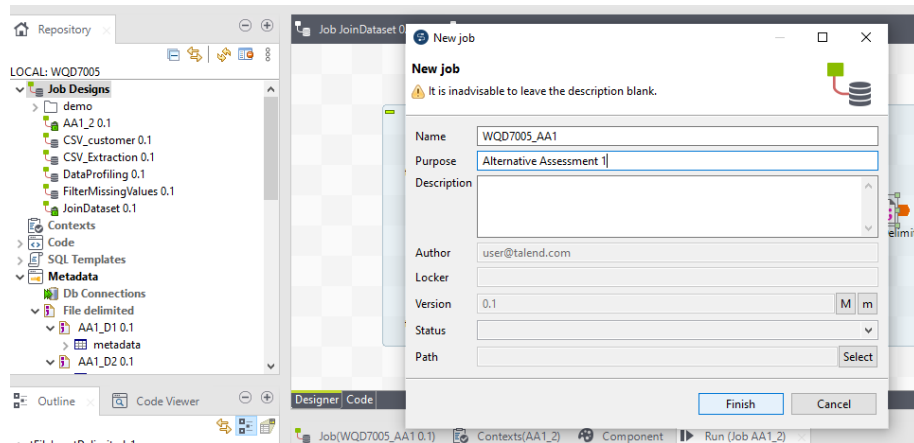 Repository
LOCAL: WQD7005
Job Designs
demo
AA1_2 0.1
CSV_customer 0.1
CSV_Extraction 0.1
DataProfiling 0.1
FilterMissingValues 0.1
JoinDataset 0.1
Contexts
Code
SQL Templates
Metadata
Db Connections
File delimited
AA1_D1 0.1
metadata
AA1_D2 0.1
Outline
Code Viewer
Job JoinDataset 0.
New job
New job
It is inadvisable to leave the description blank.
Name WQD7005_AA1
Purpose Alternative Assessment 1
Description
Author user@talend.com
Locker
Version 0.1 M m
Status
Path Select
Finish Cancel
elimi
Designer Code
Job(WQD7005_AA1 0.1) Contexts(AA1_2) Component Run (Job AA1_2)